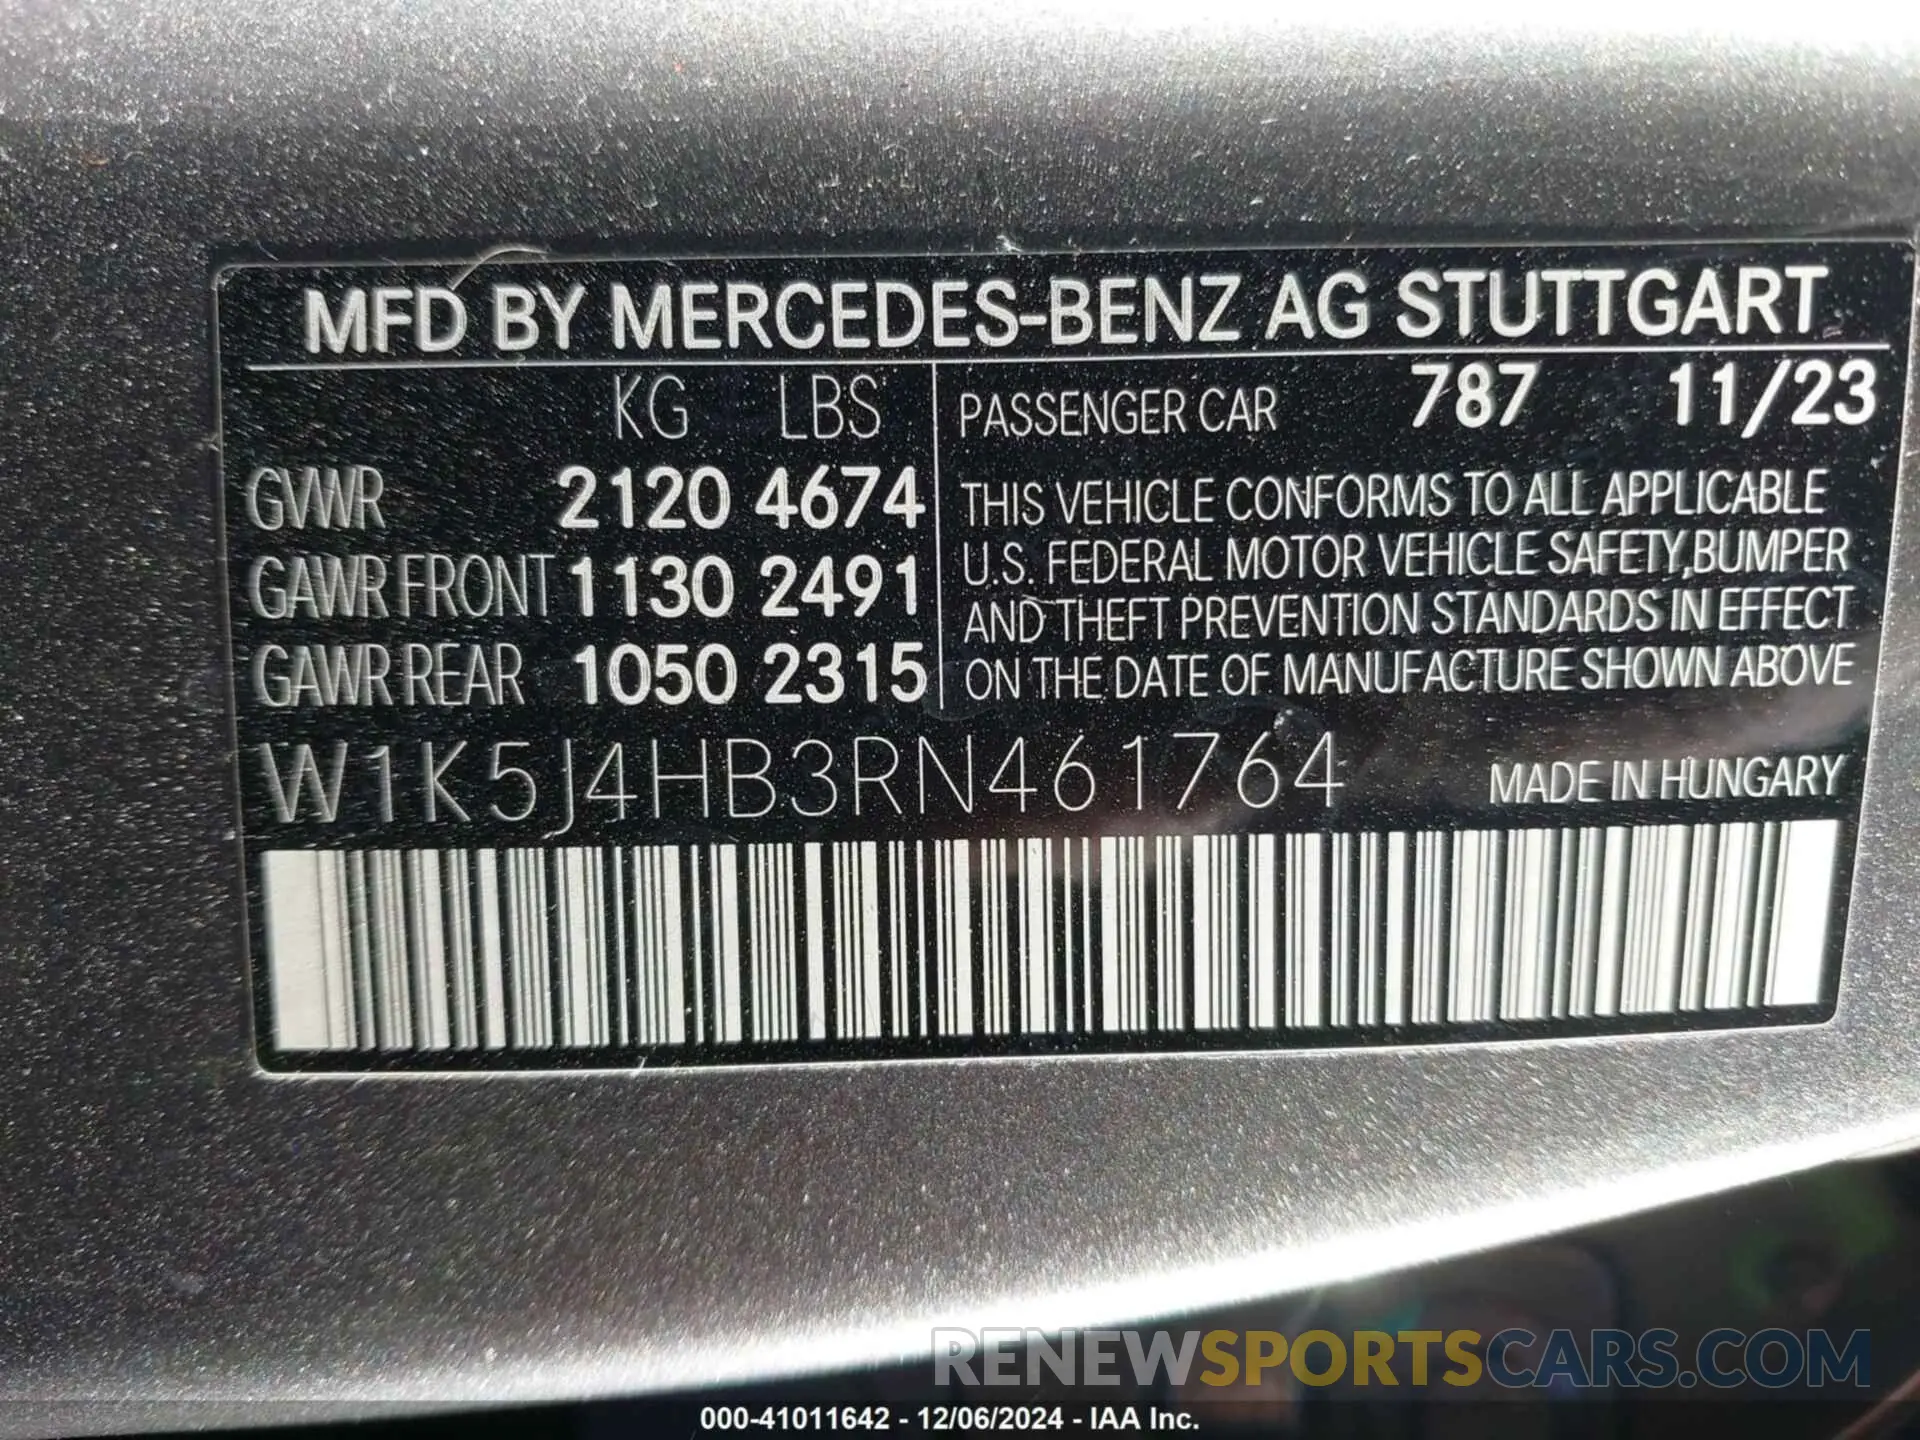 MFD BY MERCEDES-BENZ AG STUTTGART
KG LBS
GVWR 2120 4674
GAWR FRONT 1130 2491
GAWR REAR 1050 2315
PASSENGER CAR 787 11/23
THIS VEHICLE CONFORMS TO ALL APPLICABLE
U.S. FEDERAL MOTOR VEHICLE SAFETY,BUMPER
AND THEFT PREVENTION STANDARDS IN EFFECT
ON THE DATE OF MANUFACTURE SHOWN ABOVE
W1K5J4HB3RN461764
MADE IN HUNGARY
RENEWSPORTSCARS.COM
000-41011642 - 12/06/2024 - IAA Inc.